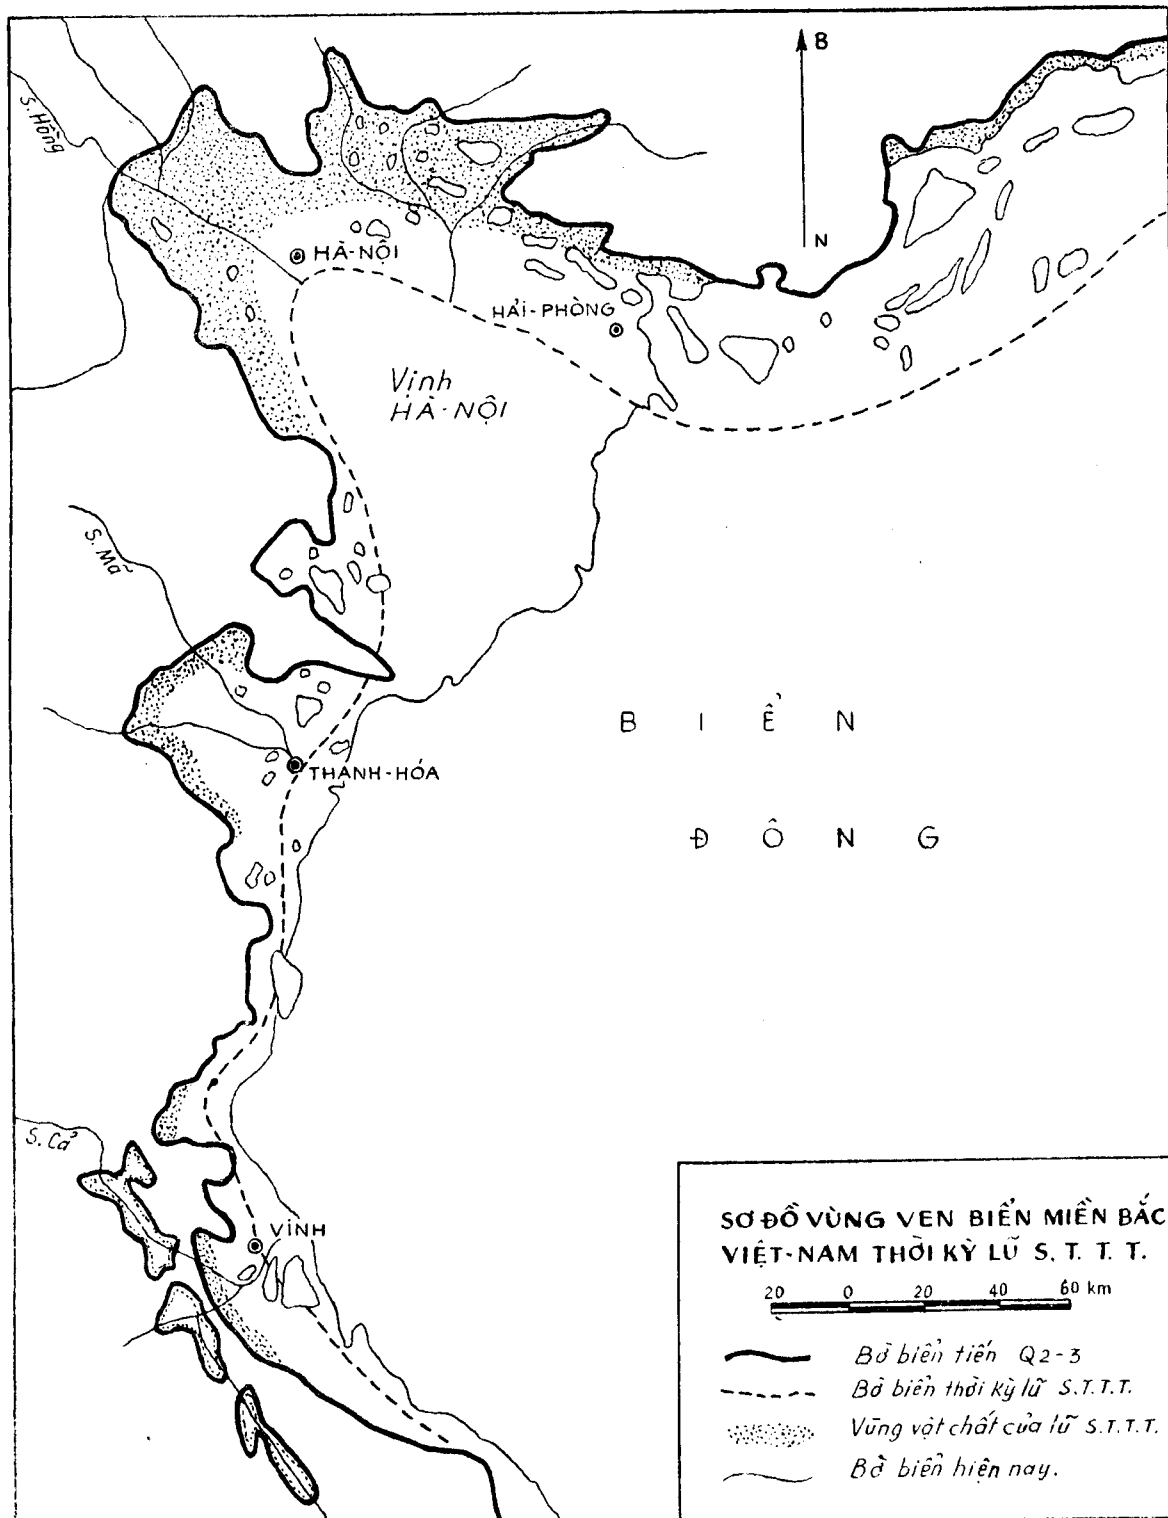 B
S. Hồng
N
HÀ-NỘI
HẢI-PHÒNG
Vịnh
HÀ-NỘI
S. Mã
BIỂN
ĐÔNG
THANH-HÓA
S. Cả
VINH
SƠ ĐỒ VÙNG VEN BIỂN MIỀN BẮC
VIỆT-NAM THỜI KỲ LŨ S. T. T. T.
20 0 20 40 60 km
Bờ biển tiến Q2-3
Bờ biển thời kỳ lũ S.T.T.T.
Vùng vật chất của lũ S.T.T.T.
Bờ biển hiện nay.